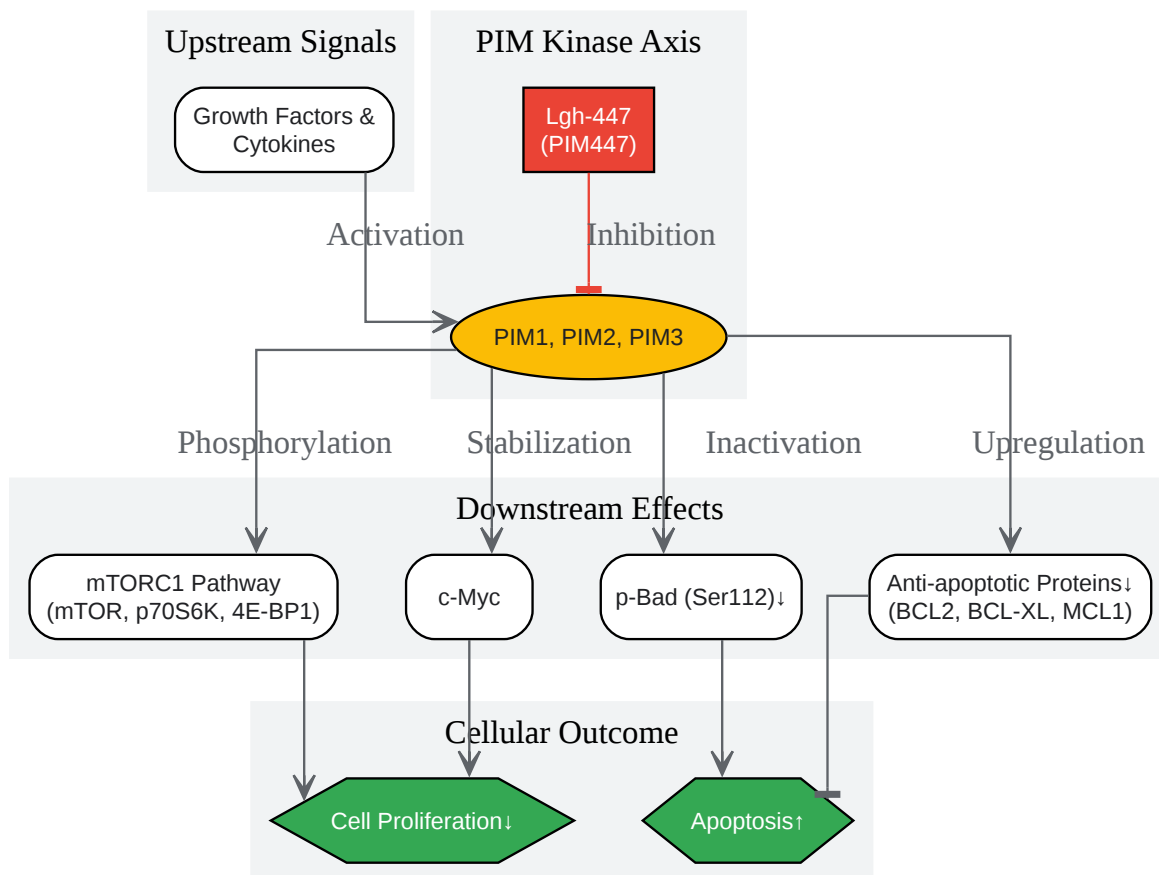 Upstream Signals
PIM Kinase Axis
Growth Factors &
Cytokines
Lgh-447
(PIM447)
Activation
Inhibition
PIM1, PIM2, PIM3
Phosphorylation
Stabilization
Inactivation
Upregulation
Downstream Effects
mTORC1 Pathway
(mTOR, p70S6K, 4E-BP1)
c-Myc
p-Bad (Ser112)↓
Anti-apoptotic Proteins↓
(BCL2, BCL-XL, MCL1)
Cellular Outcome
Cell Proliferation↓
Apoptosis↑